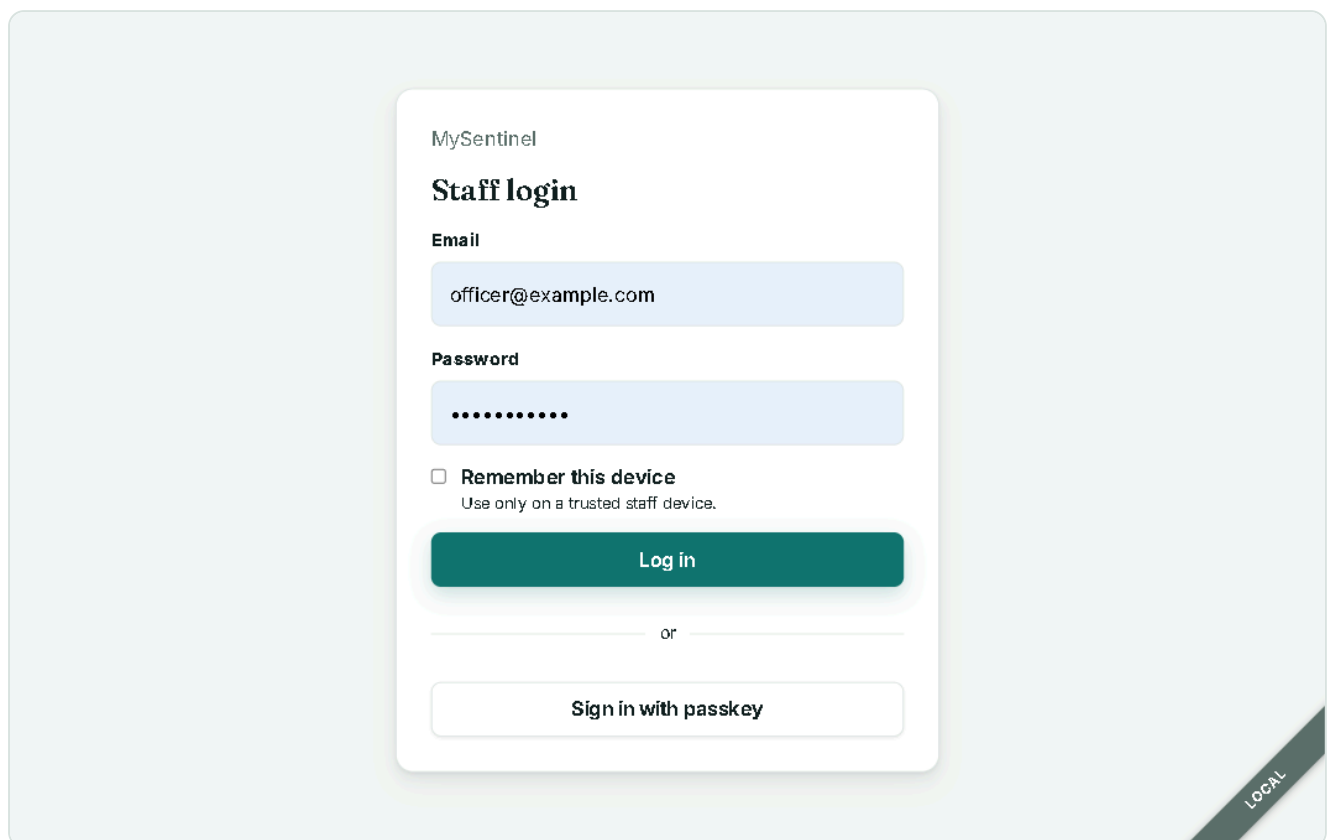 MySentinel
Staff login
Email
officer@example.com
Password
•••••••••••
Remember this device
Use only on a trusted staff device.
Log in
or
Sign in with passkey
LOCAL